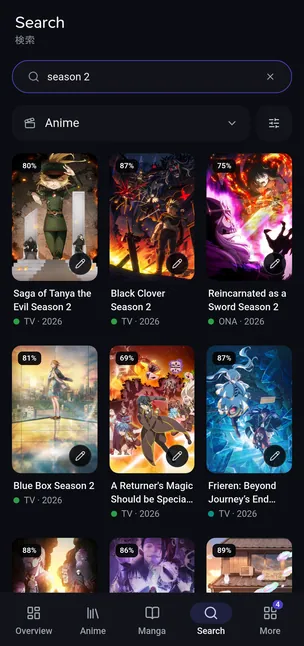 Search
検索
season 2
Anime
80%
87%
75%
Saga of Tanya the
Evil Season 2
TV · 2026
Black Clover
Season 2
TV · 2026
Reincarnated as a
Sword Season 2
ONA · 2026
81%
69%
87%
Blue Box Season 2
TV · 2026
A Returner's Magic
Should be Specia...
TV · 2026
Frieren: Beyond
Journey's End...
TV · 2026
88%
86%
89%
4
Overview
Anime
Manga
Search
More